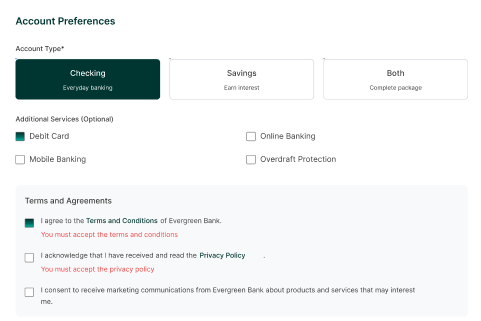 Account Preferences
Account Type*
Checking
Everyday banking
Savings
Earn interest
Both
Complete package
Additional Services (Optional)
Debit Card
Online Banking
Mobile Banking
Overdraft Protection
Terms and Agreements
I agree to the Terms and Conditions of Evergreen Bank.
You must accept the terms and conditions
I acknowledge that I have received and read the Privacy Policy .
You must accept the privacy policy
I consent to receive marketing communications from Evergreen Bank about products and services that may interest
me.